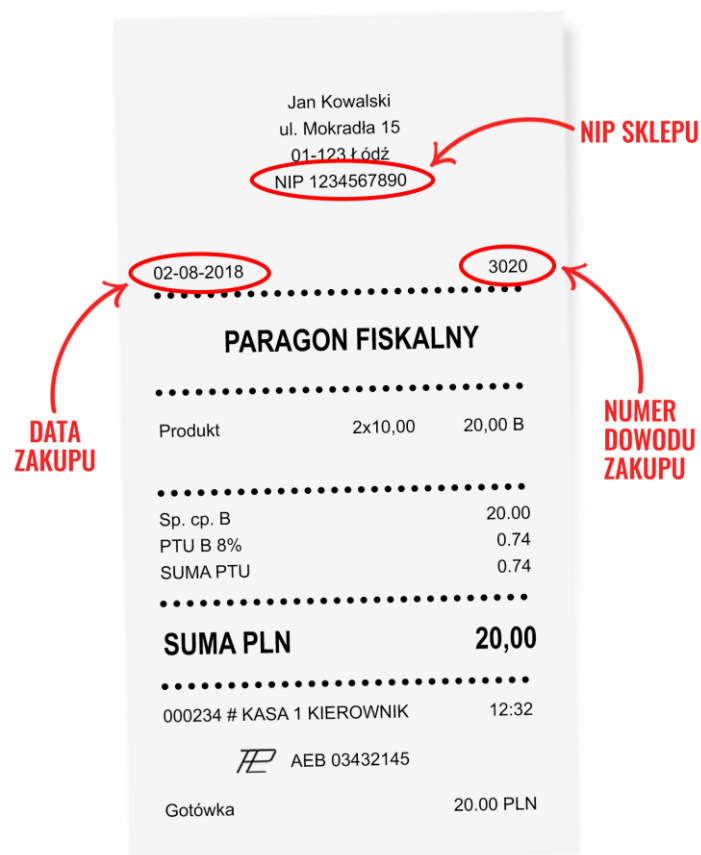 Jan Kowalski
ul. Mokradła 15
01-123 Łódź
NIP 1234567890
NIP SKLEPU
02-08-2018 3020
PARAGON FISKALNY
DATA
ZAKUPU
NUMER
DOWODU
ZAKUPU
Produkt 2x10,00 20,00 B
Sp. cp. B 20.00
PTU B 8% 0.74
SUMA PTU 0.74
SUMA PLN 20,00
000234 # KASA 1 KIEROWNIK 12:32
AEB 03432145
Gotówka 20.00 PLN